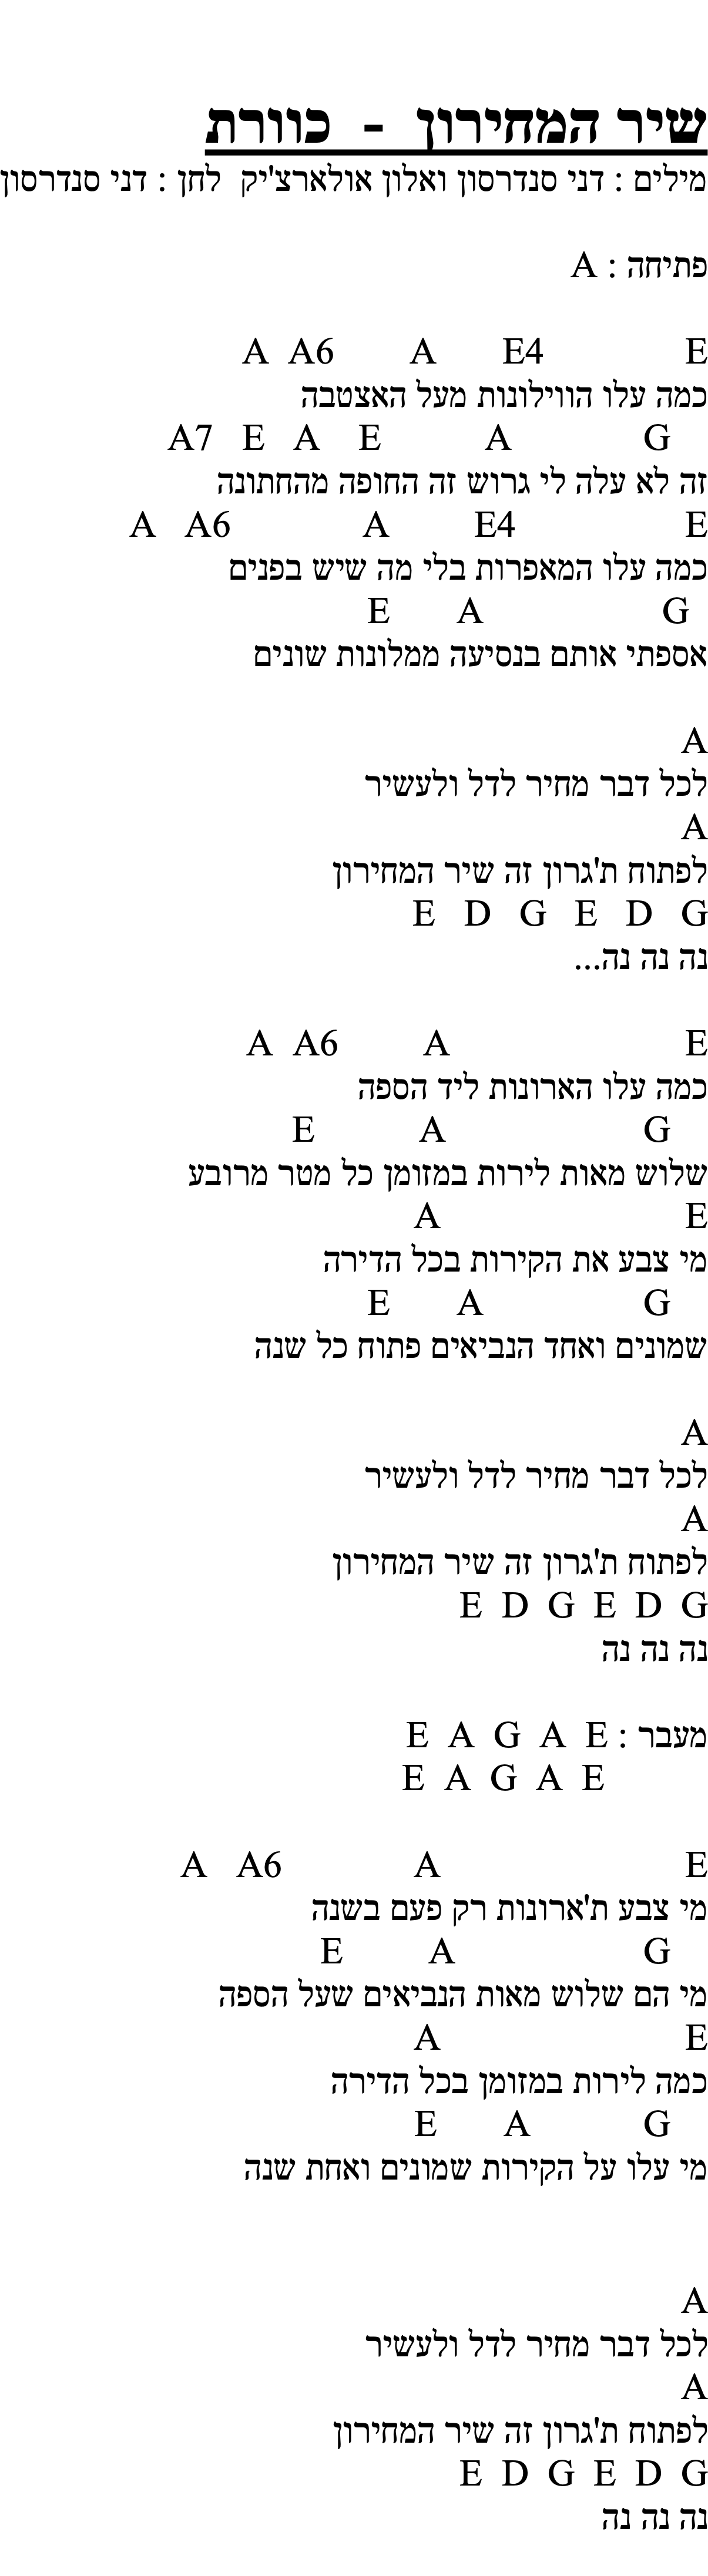 שיר המחירון - כוורת
מילים : דני סנדרסון ואלון אולארצ'יק לחן : דני סנדרסון
פתיחה : A
A A6 A E4 E
כמה עלו הווילונות מעל האצטבה
A7 E A E A G
זה לא עלה לי גרוש זה החופה מהחתונה
A A6 A E4 E
כמה עלו המאפרות בלי מה שיש בפנים
E A G
אספתי אותם בנסיעה ממלונות שונים
A
לכל דבר מחיר לדל ולעשיר
A
לפתוח ת'גרון זה שיר המחירון
E D G E D G
נה נה נה...
A A6 A E
כמה עלו הארונות ליד הספה
E A G
שלוש מאות לירות במזומן כל מטר מרובע
A E
מי צבע את הקירות בכל הדירה
E A G
שמונים ואחד הנביאים פתוח כל שנה
A
לכל דבר מחיר לדל ולעשיר
A
לפתוח ת'גרון זה שיר המחירון
E D G E D G
נה נה נה
מעבר : E A G A E
E A G A E
A A6 A E
מי צבע ת'ארונות רק פעם בשנה
E A G
מי הם שלוש מאות הנביאים שעל הספה
A E
כמה לירות במזומן בכל הדירה
E A G
מי עלו על הקירות שמונים ואחת שנה
A
לכל דבר מחיר לדל ולעשיר
A
לפתוח ת'גרון זה שיר המחירון
E D G E D G
נה נה נה